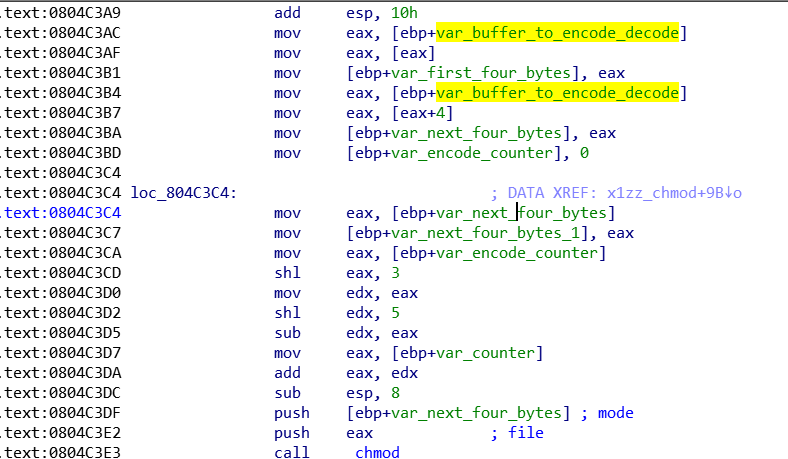 .text:0804C3A9 add esp, 10h
.text:0804C3AC mov eax, [ebp+var_buffer_to_encode_decode]
.text:0804C3AF mov eax, [eax]
.text:0804C3B1 mov [ebp+var_first_four_bytes], eax
.text:0804C3B4 mov eax, [ebp+var_buffer_to_encode_decode]
.text:0804C3B7 mov eax, [eax+4]
.text:0804C3BA mov [ebp+var_next_four_bytes], eax
.text:0804C3BD mov [ebp+var_encode_counter], 0
.text:0804C3C4
.text:0804C3C4 loc_804C3C4: ; DATA XREF: x1zz_chmod+9B↓o
.text:0804C3C4 mov eax, [ebp+var_next_four_bytes]
.text:0804C3C7 mov [ebp+var_next_four_bytes_1], eax
.text:0804C3CA mov eax, [ebp+var_encode_counter]
.text:0804C3CD shl eax, 3
.text:0804C3D0 mov edx, eax
.text:0804C3D2 shl edx, 5
.text:0804C3D5 sub edx, eax
.text:0804C3D7 mov eax, [ebp+var_counter]
.text:0804C3DA add eax, edx
.text:0804C3DC sub esp, 8
.text:0804C3DF push [ebp+var_next_four_bytes] ; mode
.text:0804C3E2 push eax ; file
.text:0804C3E3 call _chmod